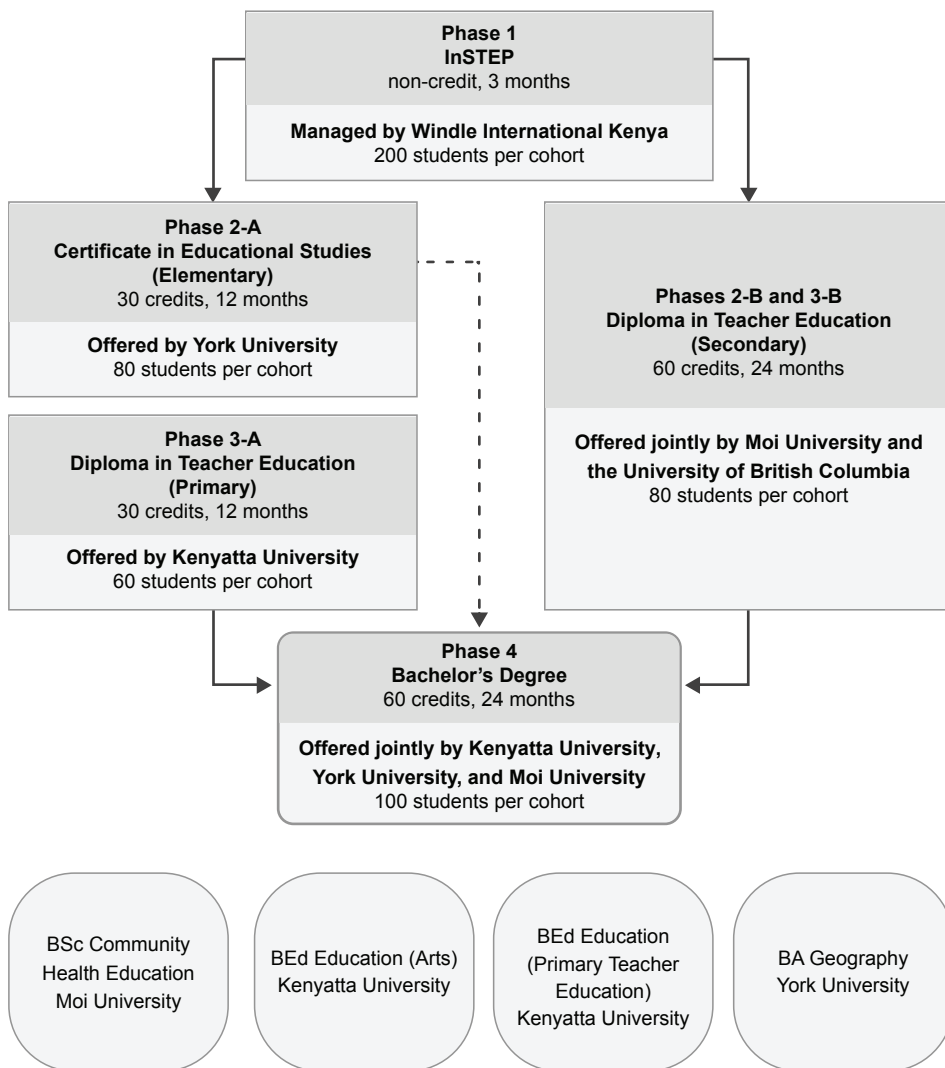 Phase 1
InSTEP
non-credit, 3 months
Managed by Windle International Kenya
200 students per cohort
Phase 2-A
Certificate in Educational Studies
(Elementary)
30 credits, 12 months
Offered by York University
80 students per cohort
Phases 2-B and 3-B
Diploma in Teacher Education
(Secondary)
60 credits, 24 months
Offered jointly by Moi University and
the University of British Columbia
80 students per cohort
Phase 3-A
Diploma in Teacher Education
(Primary)
30 credits, 12 months
Offered by Kenyatta University
60 students per cohort
Phase 4
Bachelor’s Degree
60 credits, 24 months
Offered jointly by Kenyatta University,
York University, and Moi University
100 students per cohort
BSc Community
Health Education
Moi University
BEd Education (Arts)
Kenyatta University
BEd Education
(Primary Teacher
Education)
Kenyatta University
BA Geography
York University